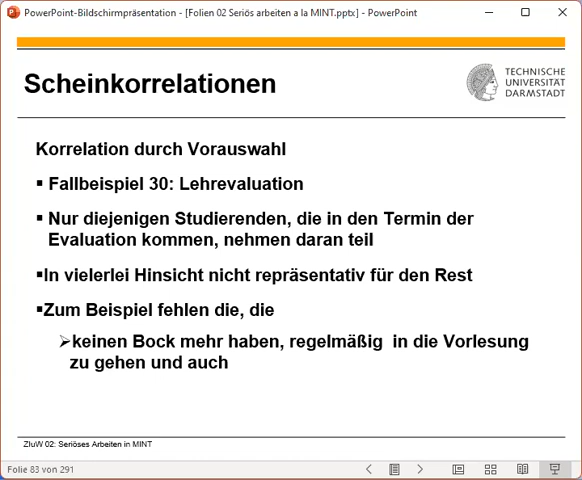 PowerPoint-Bildschirmpräsentation - [Folien 02 Seriös arbeiten a la MINT.pptx] - PowerPoint
Scheinkorrelationen
TECHNISCHE
UNIVERSITÄT
DARMSTADT
Korrelation durch Vorauswahl
▪ Fallbeispiel 30: Lehrevaluation
▪ Nur diejenigen Studierenden, die in den Termin der
Evaluation kommen, nehmen daran teil
▪In vielerlei Hinsicht nicht repräsentativ für den Rest
▪Zum Beispiel fehlen die, die
➢keinen Bock mehr haben, regelmäßig in die Vorlesung
zu gehen und auch
ZIuW 02: Seriöses Arbeiten in MINT
Folie 83 von 291